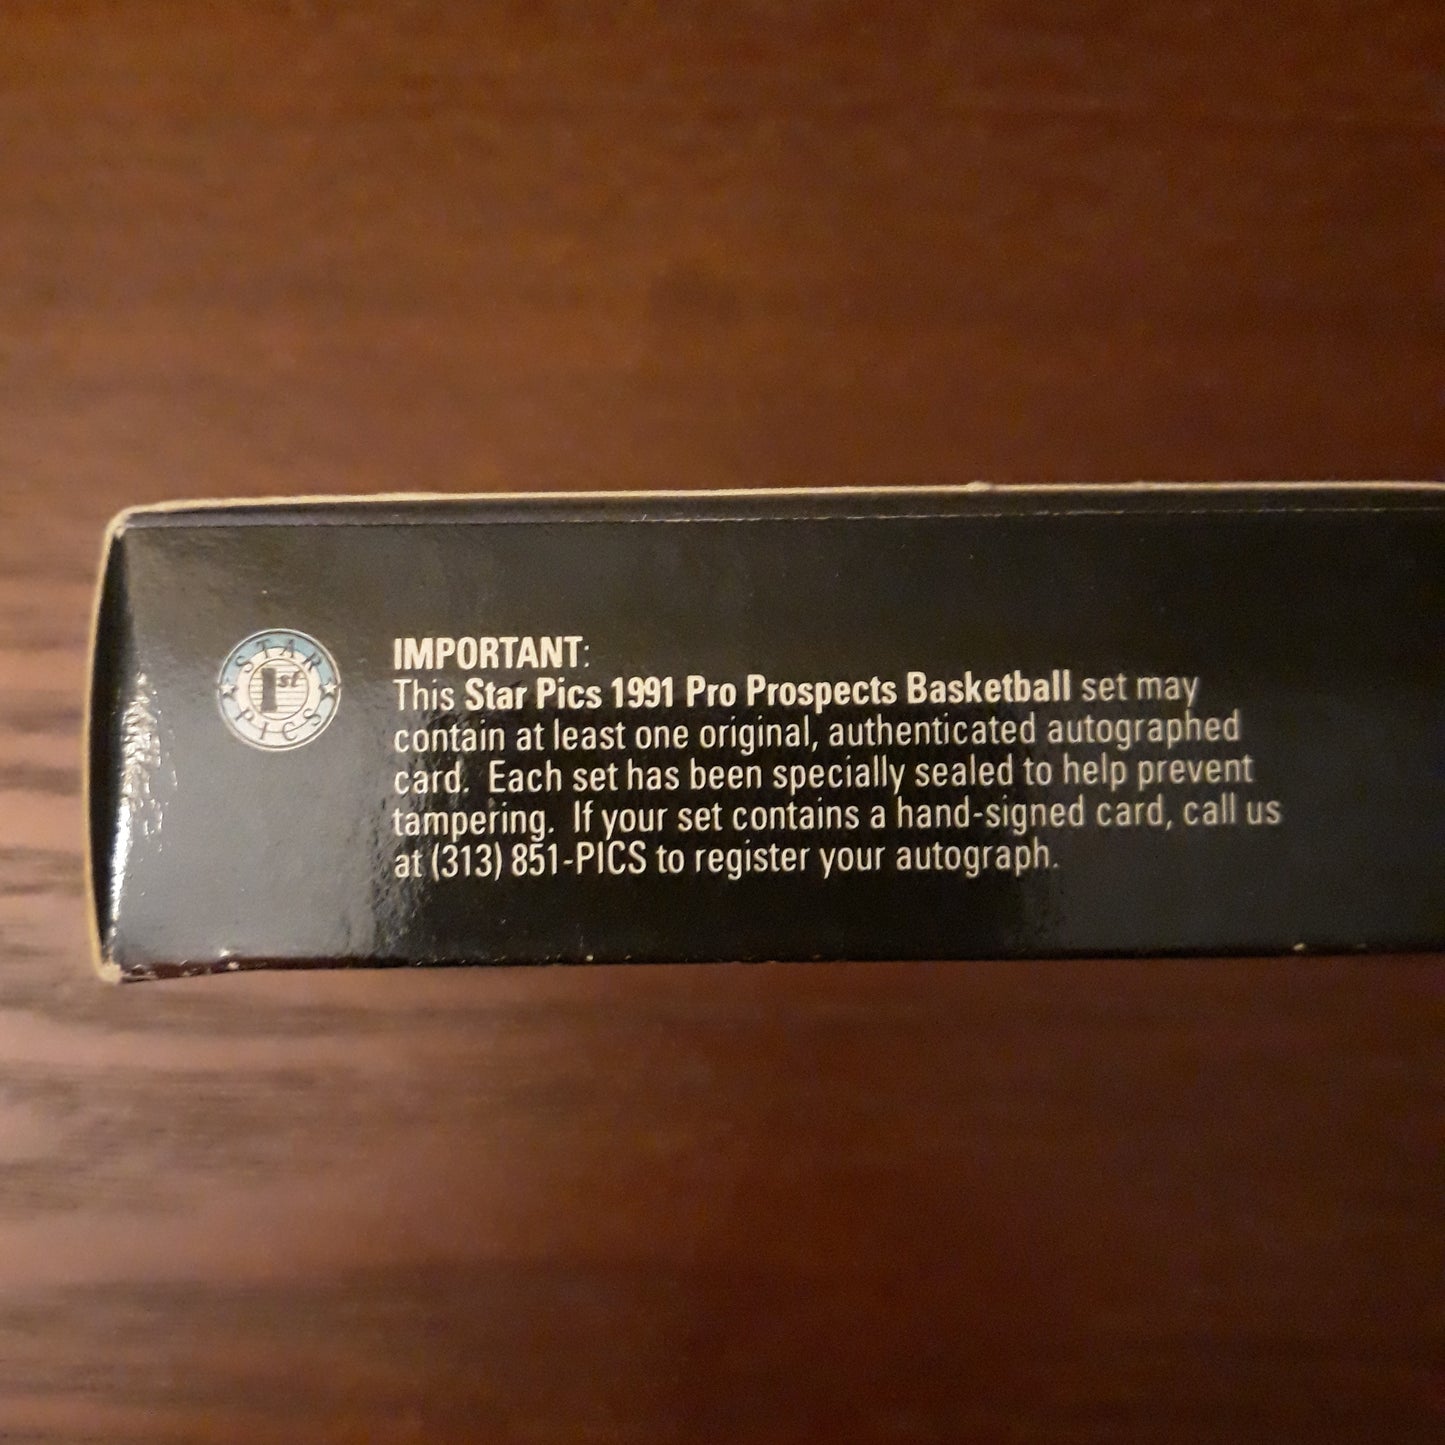 STAR
1st
PICS
IMPORTANT:
This Star Pics 1991 Pro Prospects Basketball set may
contain at least one original, authenticated autographed
card. Each set has been specially sealed to help prevent
tampering. If your set contains a hand-signed card, call us
at (313) 851-PICS to register your autograph.